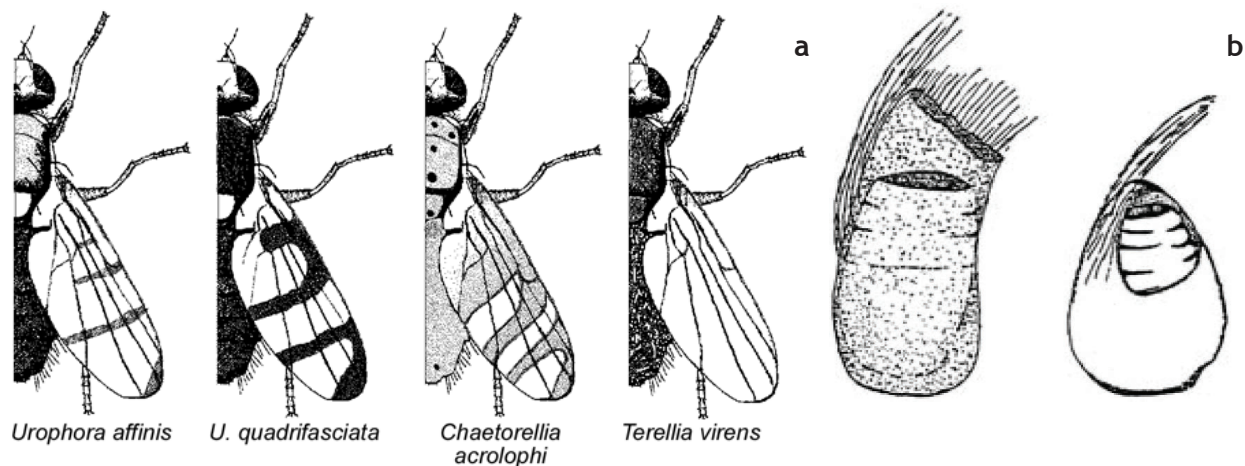 a
b
Urophora affinis
U. quadrifasciata
Chaetorellia
acrolophi
Terellia virens